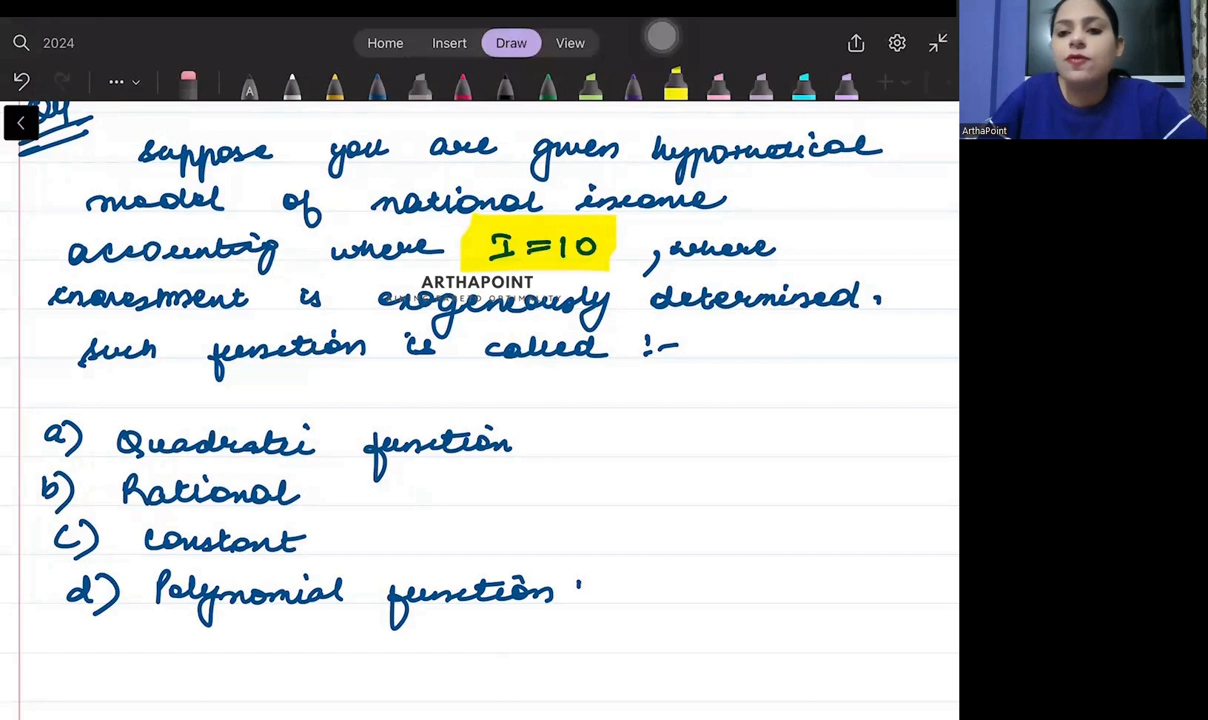 2024
Home Insert Draw View
A
ArthaPoint
Suppose you are given hypothetical
model of national income
accounting where I = 10 , where
ARTHAPOINT
investment is exogeniously determined.
such function is called :-
a) Quadratic function
b) Rational
c) constant
d) Polynomial function